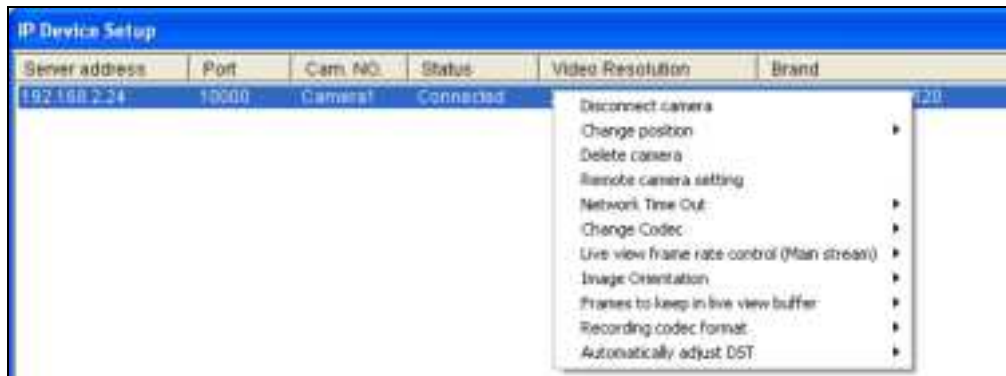 IP Device Setup
Server address Port Cam. NO. Status Video Resolution Brand
192.168.2.24 10000 Camera1 Connected
Disconnect camera
Change position
Delete camera
Remote camera setting
Network Time Out
Change Codec
Live view frame rate control (Main stream)
Image Orientation
Frames to keep in live view buffer
Recording codec format
Automatically adjust DST